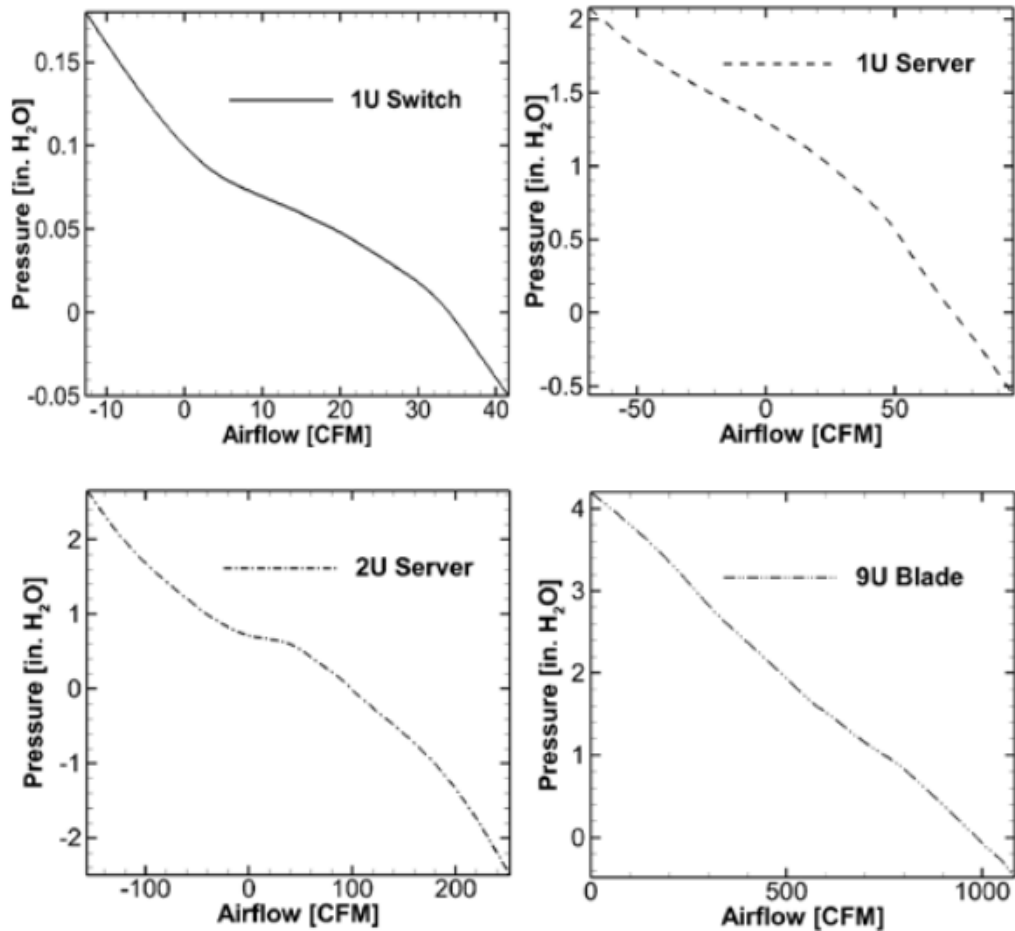 0.15
0.1
0.05
0
-0.05
Pressure [in. H₂O]
1U Switch
-10 0 10 20 30 40
Airflow [CFM]
2
1.5
1
0.5
0
-0.5
Pressure [in. H₂O]
1U Server
-50 0 50
Airflow [CFM]
2
1
0
-1
-2
Pressure [in. H₂O]
2U Server
-100 0 100 200
Airflow [CFM]
4
3
2
1
0
Pressure [in. H₂O]
9U Blade
0 500 1000
Airflow [CFM]